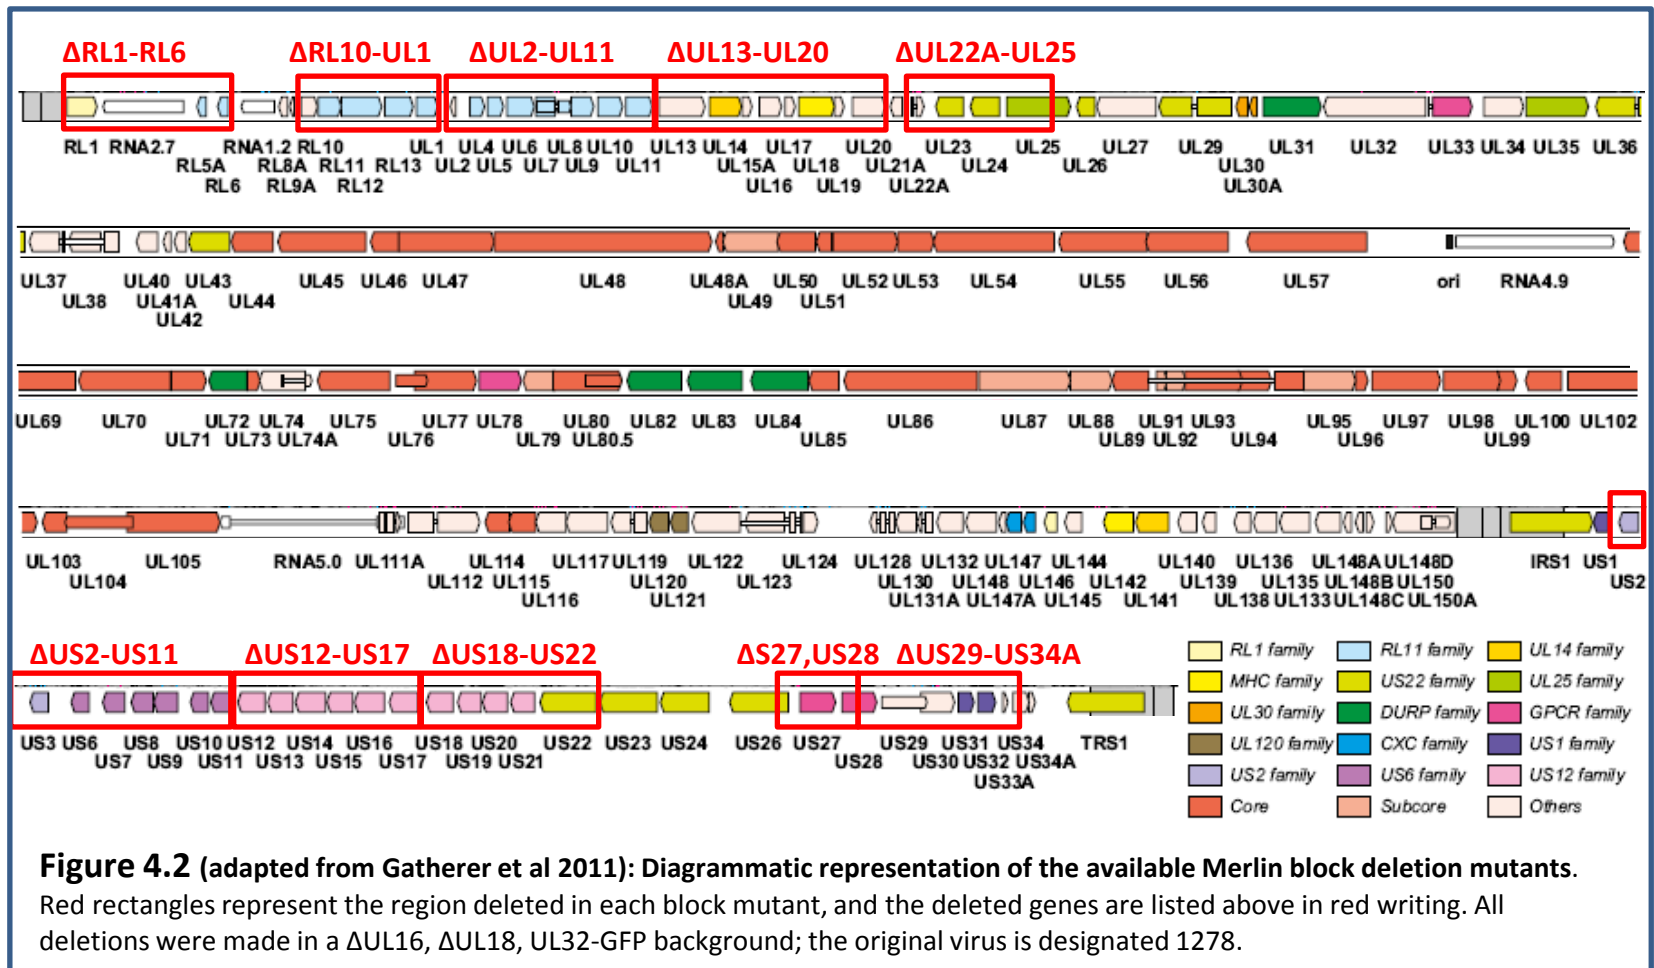 ΔRL1-RL6 ΔRL10-UL1 ΔUL2-UL11 ΔUL13-UL20 ΔUL22A-UL25
RL1 RNA2.7 RNA1.2 RL10 UL1 UL4 UL6 UL8 UL10 UL13 UL14 UL17 UL20 UL23 UL25 UL27 UL29 UL31 UL32 UL33 UL34 UL35 UL36
RL5A RL8A RL11 RL13 UL2 UL5 UL7 UL9 UL11 UL15A UL18 UL21A UL24 UL26 UL30
RL6 RL9A RL12 UL16 UL19 UL22A UL30A
UL37 UL40 UL43 UL45 UL46 UL47 UL48 UL48A UL50 UL52 UL53 UL54 UL55 UL56 UL57 ori RNA4.9
UL38 UL41A UL44 UL49 UL51
UL42
UL69 UL70 UL72 UL74 UL75 UL77 UL78 UL80 UL82 UL83 UL84 UL86 UL87 UL88 UL91 UL93 UL95 UL97 UL98 UL100 UL102
UL71 UL73 UL74A UL76 UL79 UL80.5 UL85 UL89 UL92 UL94 UL96 UL99
UL103 UL105 RNA5.0 UL111A UL114 UL117 UL119 UL122 UL124 UL128 UL132 UL147 UL144 UL140 UL136 UL148A UL148D IRS1 US1
UL104 UL112 UL115 UL120 UL123 UL130 UL148 UL146 UL142 UL139 UL135 UL148B UL150 US2
UL116 UL121 UL131A UL147A UL145 UL141 UL138 UL133 UL148C UL150A
ΔUS2-US11 ΔUS12-US17 ΔUS18-US22 ΔS27,US28 ΔUS29-US34A
US3 US6 US8 US10 US12 US14 US16 US18 US20 US22 US23 US24 US26 US27 US29 US31 US34 TRS1
US7 US9 US11 US13 US15 US17 US19 US21 US28 US30 US32 US34A
US33A
RL1 family RL11 family UL14 family
MHC family US22 family UL25 family
UL30 family DURP family GPCR family
UL120 family CXC family US1 family
US2 family US6 family US12 family
Core Subcore Others
Figure 4.2 (adapted from Gatherer et al 2011): Diagrammatic representation of the available Merlin block deletion mutants.
Red rectangles represent the region deleted in each block mutant, and the deleted genes are listed above in red writing. All
deletions were made in a ΔUL16, ΔUL18, UL32-GFP background; the original virus is designated 1278.